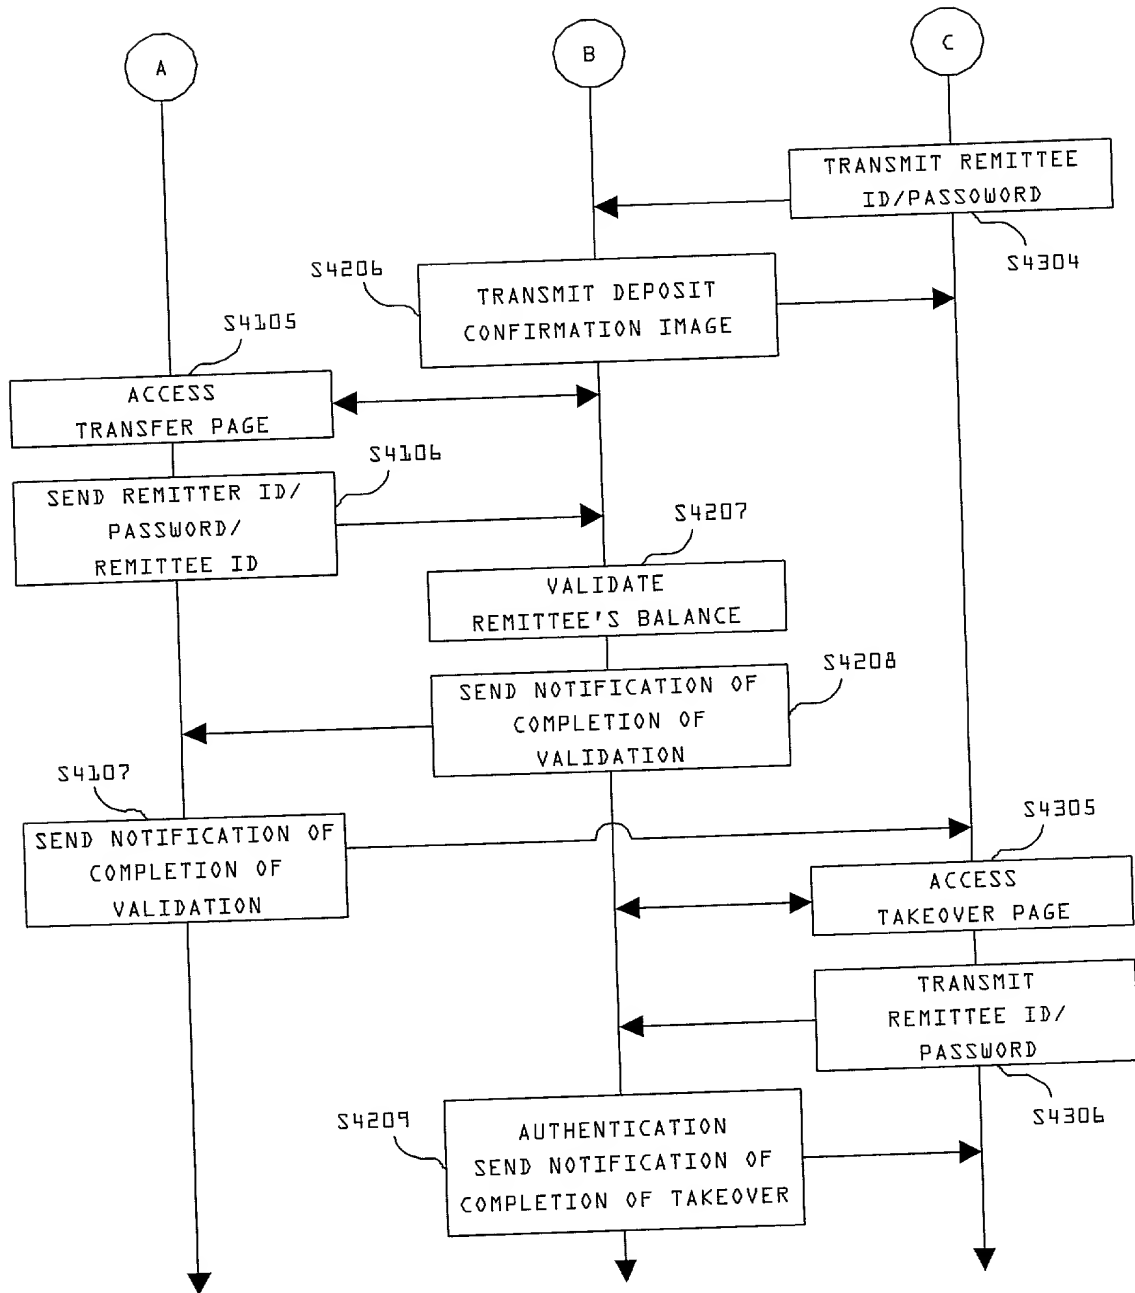 A
B
C
TRANSMIT REMITTEE
ID/PASSOWORD
S4304
S4206
TRANSMIT DEPOSIT
CONFIRMATION IMAGE
S4105
ACCESS
TRANSFER PAGE
S4106
SEND REMITTER ID/
PASSWORD/
REMITTEE ID
S4207
VALIDATE
REMITTEE'S BALANCE
S4208
SEND NOTIFICATION OF
COMPLETION OF
VALIDATION
S4107
SEND NOTIFICATION OF
COMPLETION OF
VALIDATION
S4305
ACCESS
TAKEOVER PAGE
TRANSMIT
REMITTEE ID/
PASSWORD
S4306
S4209
AUTHENTICATION
SEND NOTIFICATION OF
COMPLETION OF TAKEOVER